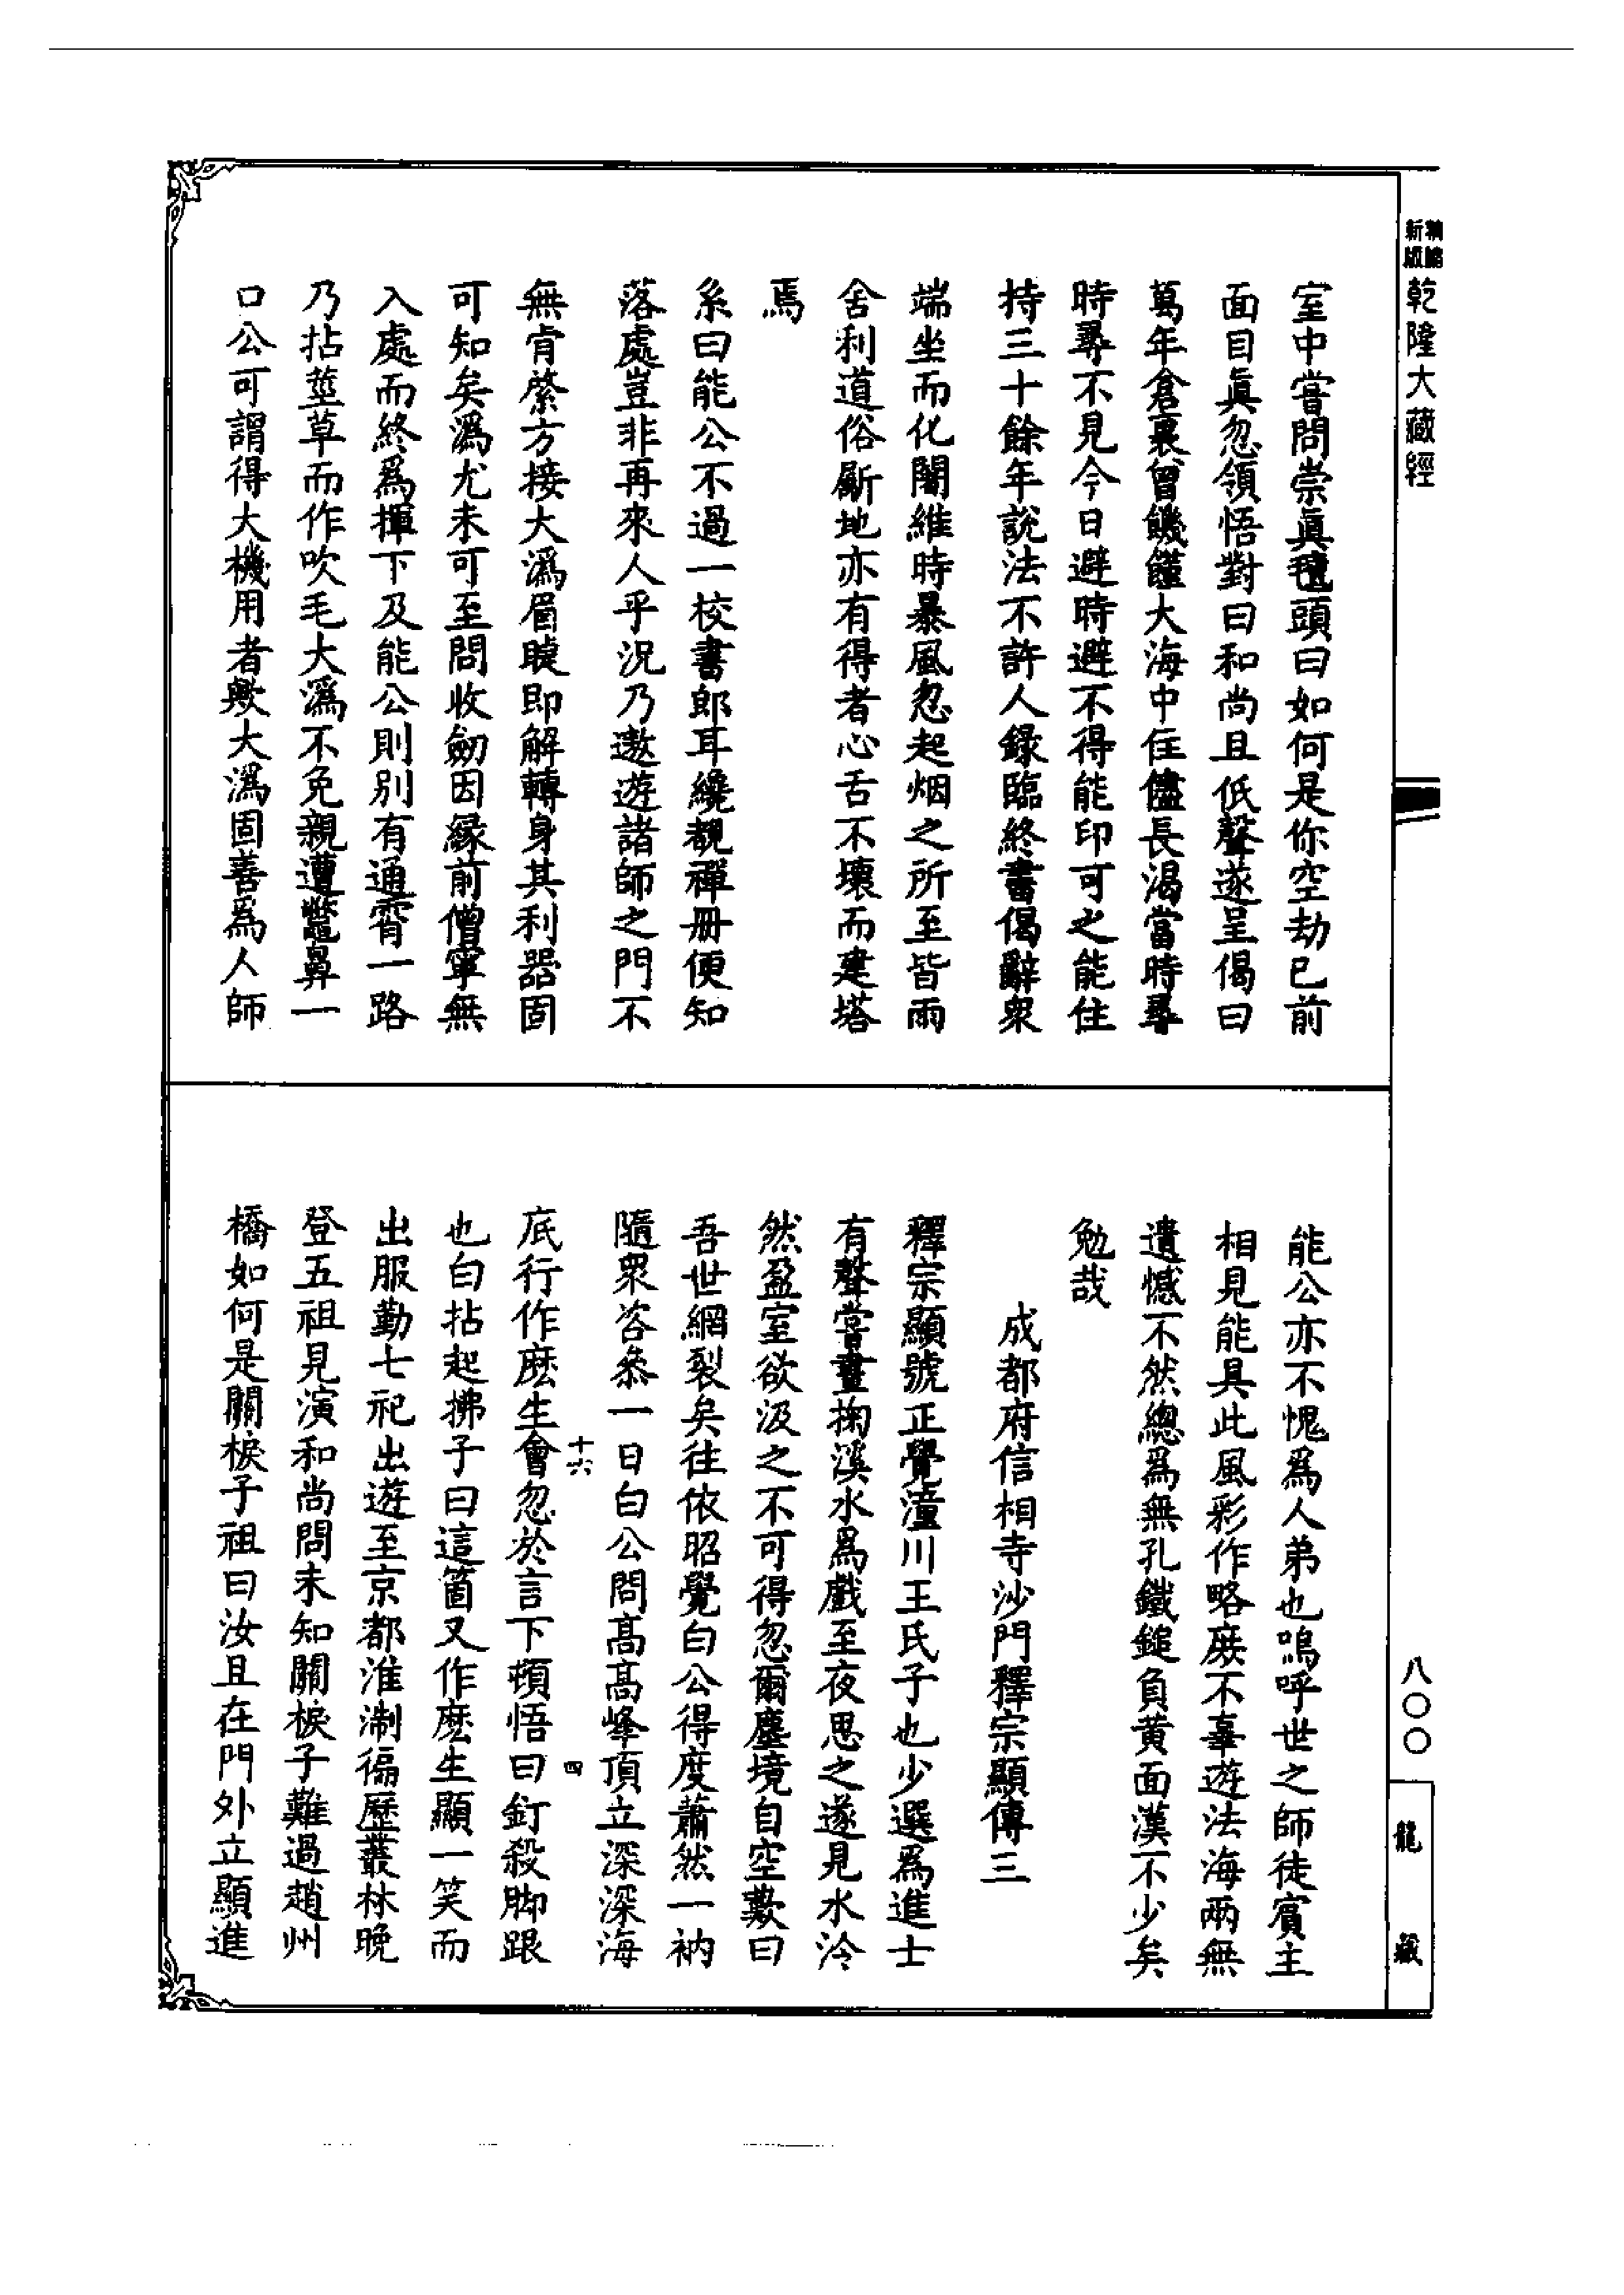 精縮
新版
乾隆大藏經
室中嘗問崇眞氊頭曰如何是你空劫已前
面目眞忽領悟對曰和尚且低聲遂呈偈曰
萬年倉裏曾饑饉大海中住儘長渴當時尋
時尋不見今日避時避不得能印可之能住
持三十餘年說法不許人錄臨終書偈辭衆
端坐而化闍維時暴風忽起烟之所至皆雨
舍利道俗斸地亦有得者心舌不壞而建塔
焉
系曰能公不過一校書郎耳纔覩禪册便知
落處豈非再來人乎況乃遨遊諸師之門不
無肯綮方接大溈眉睫即解轉身其利器固
可知矣溈尤未可至問收劒因緣前僧寧無
入處而終爲揮下及能公則別有通霄一路
乃拈莖草而作吹毛大溈不免親遭鼈鼻一
口公可謂得大機用者歟大溈固善爲人師
能公亦不愧爲人弟也嗚呼世之師徒賓主
相見能具此風彩作略庶不辜遊法海兩無
遺憾不然總爲無孔鐵鎚負黃面漢不少矣
勉哉
成都府信相寺沙門釋宗顯傳三
釋宗顯號正覺潼川王氏子也少選爲進士
有聲嘗晝掬溪水爲戲至夜思之遂見水泠
然盈室欲汲之不可得忽爾塵境自空歎曰
吾世網裂矣往依昭覺白公得度蕭然一衲
隨眾咨叅一日白公問高高峰頂立深深海
底行作麽生會忽於言下頓悟曰釘殺脚跟
十六
四
也白拈起拂子曰這箇又作麽生顯一笑而
出服勤七祀出遊至京都淮淛徧歷叢林晚
登五祖見演和尚問未知關棙子難過趙州
橋如何是關棙子祖曰汝且在門外立顯進
八〇〇
龍藏